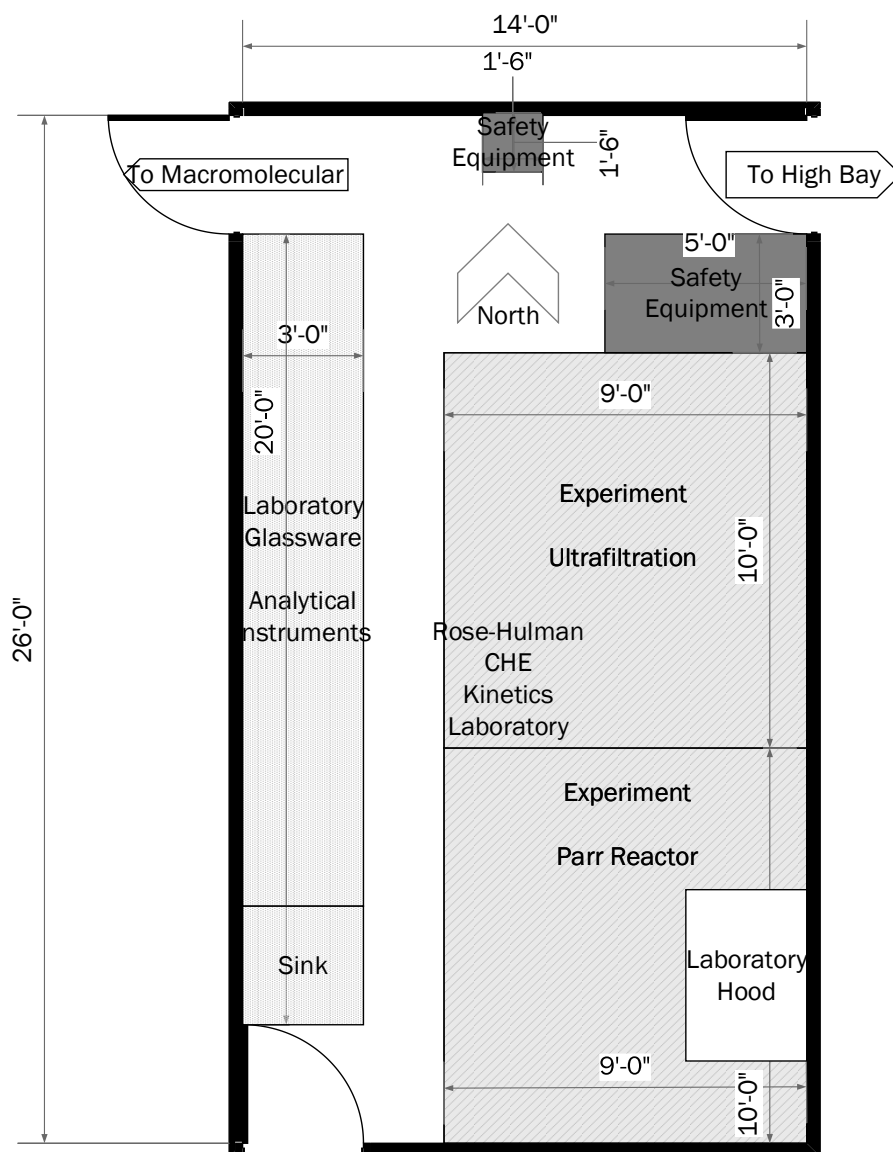 14'-0"
1'-6"
Safety
Equipment
1'-6"
To Macromolecular
To High Bay
5'-0"
Safety
Equipment
3'-0"
North
3'-0"
20'-0"
9'-0"
Laboratory
Glassware
Analytical
nstruments
Experiment
Ultrafiltration
10'-0"
26'-0"
Rose-Hulman
CHE
Kinetics
Laboratory
Experiment
Parr Reactor
Sink
Laboratory
Hood
9'-0"
10'-0"